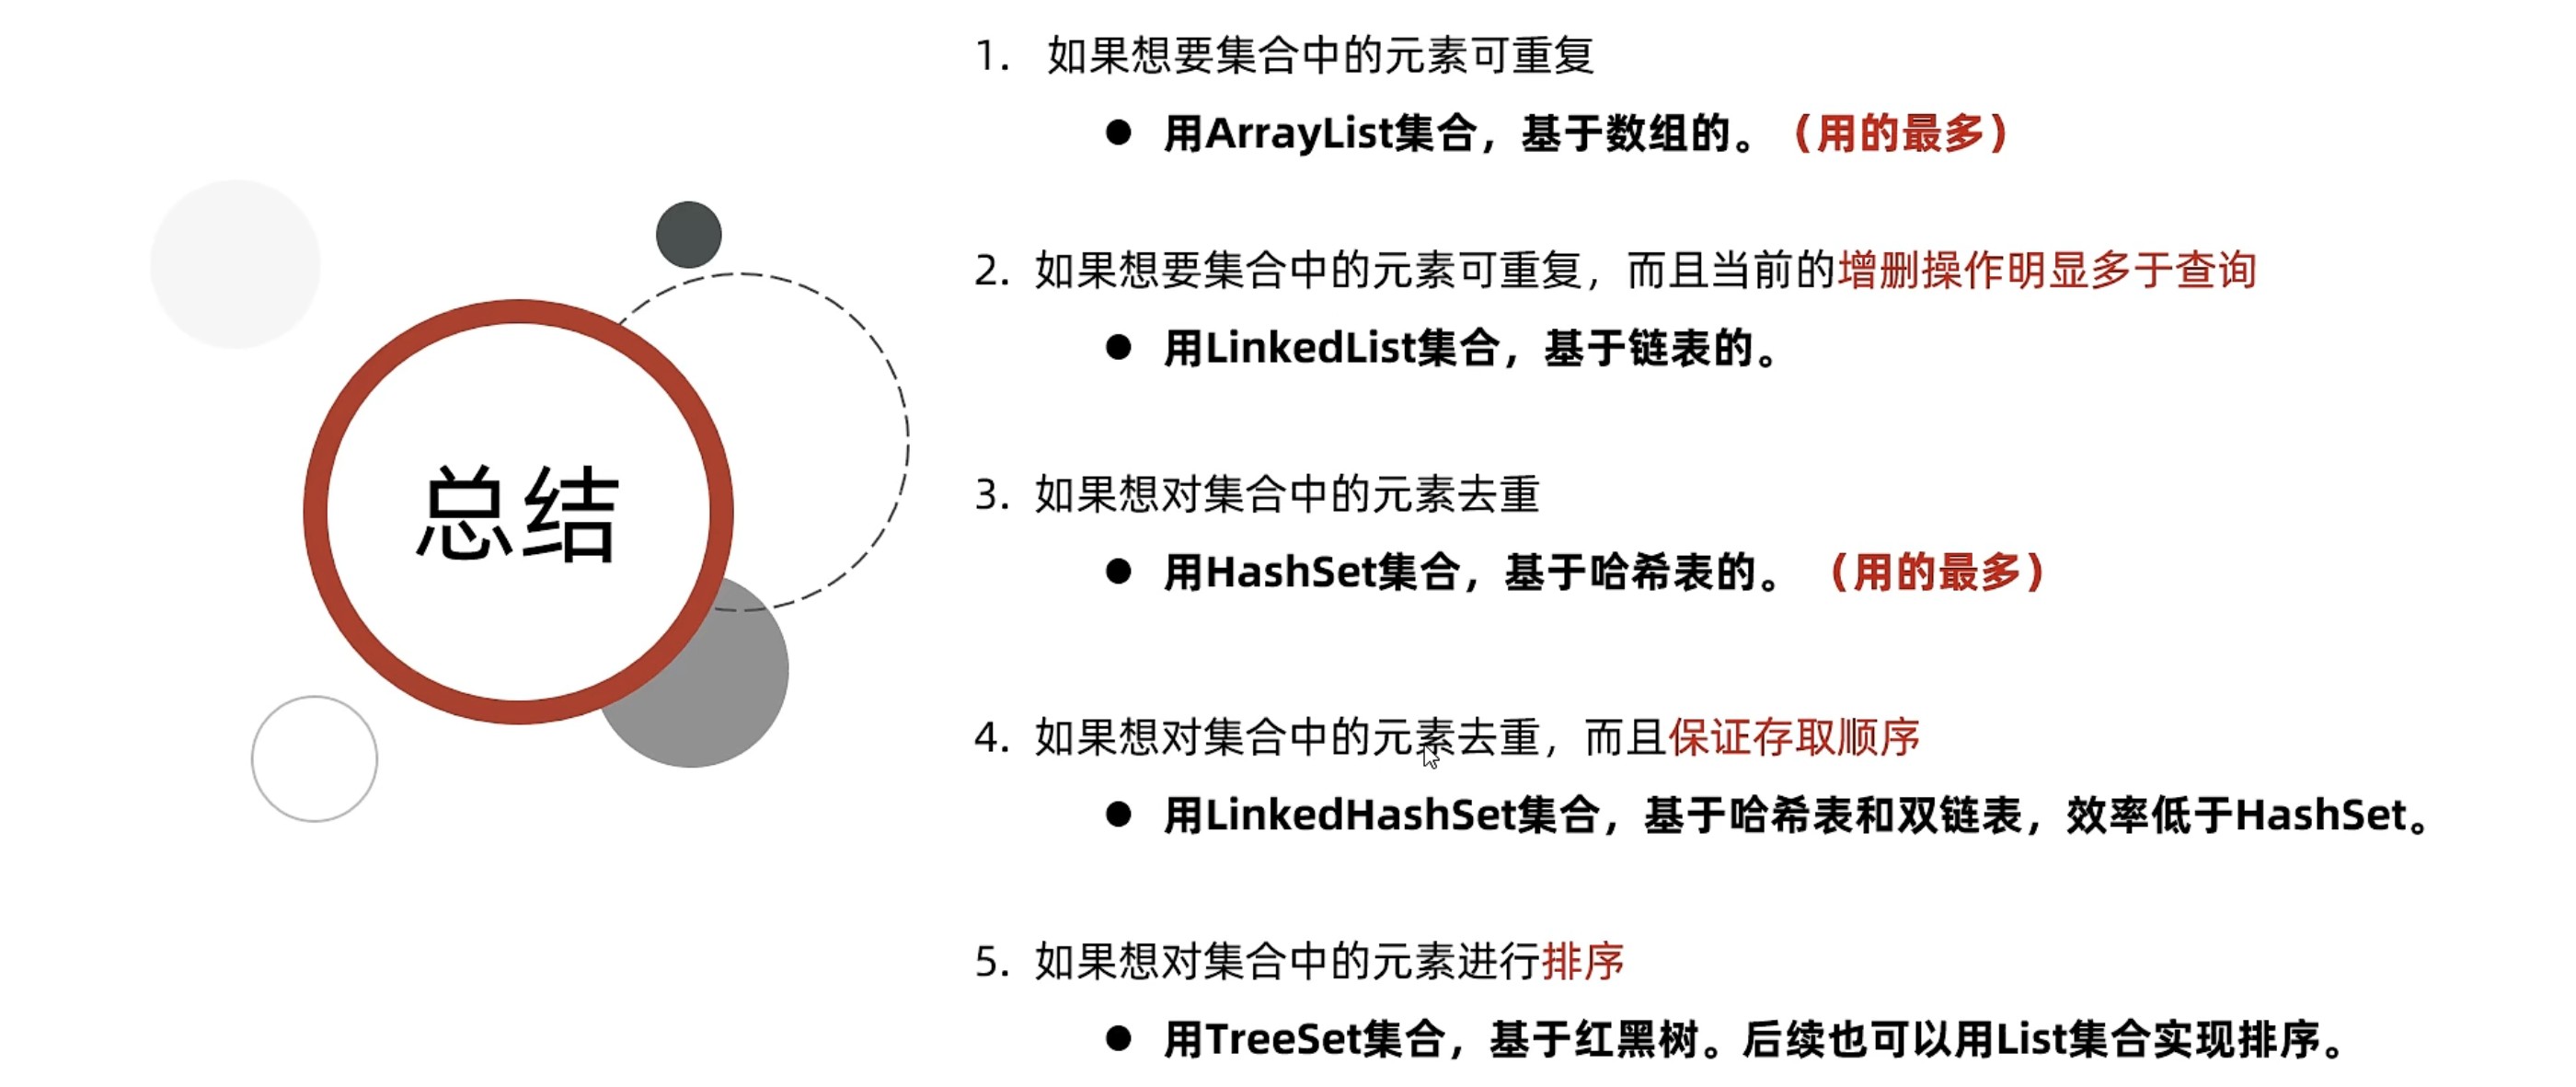 总结
1. 如果想要集合中的元素可重复
● 用ArrayList集合，基于数组的。（用的最多）
2. 如果想要集合中的元素可重复，而且当前的增删操作明显多于查询
● 用LinkedList集合，基于链表的。
3. 如果想对集合中的元素去重
● 用HashSet集合，基于哈希表的。（用的最多）
4. 如果想对集合中的元素去重，而且保证存取顺序
● 用LinkedHashSet集合，基于哈希表和双链表，效率低于HashSet。
5. 如果想对集合中的元素进行排序
● 用TreeSet集合，基于红黑树。后续也可以用List集合实现排序。